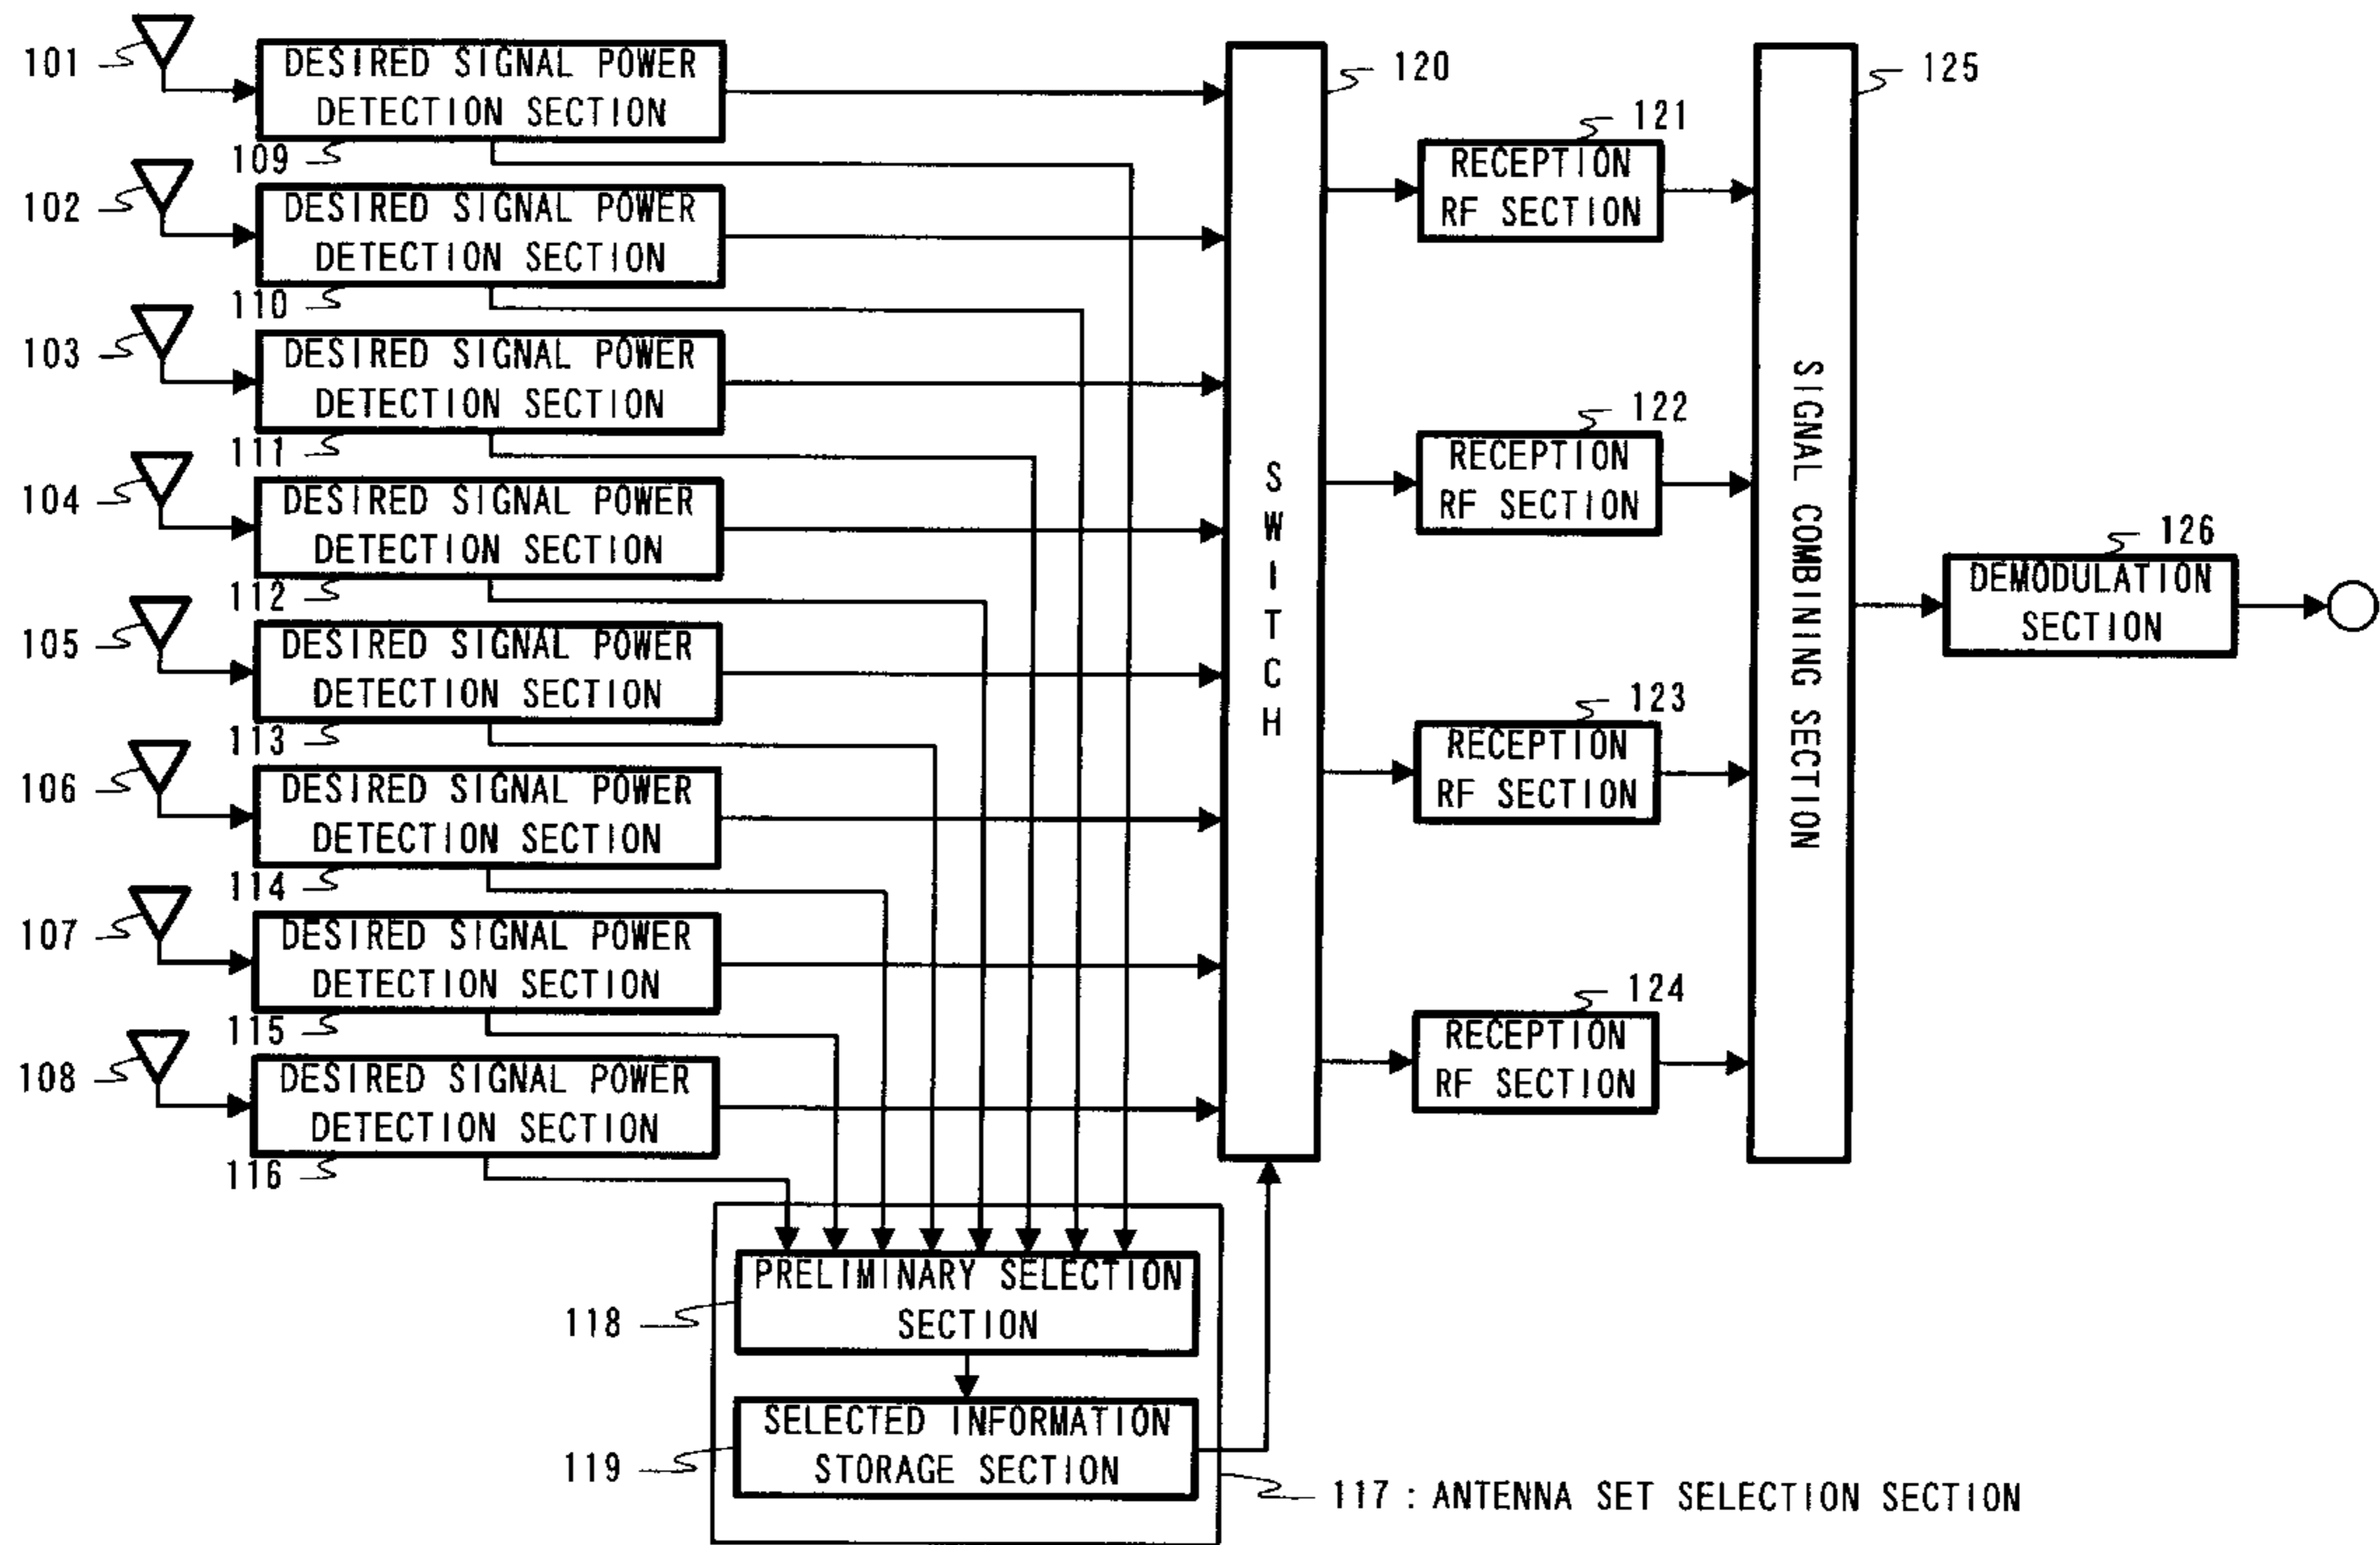 101
DESIRED SIGNAL POWER
DETECTION SECTION
109
102
DESIRED SIGNAL POWER
DETECTION SECTION
110
103
DESIRED SIGNAL POWER
DETECTION SECTION
111
104
DESIRED SIGNAL POWER
DETECTION SECTION
112
105
DESIRED SIGNAL POWER
DETECTION SECTION
113
106
DESIRED SIGNAL POWER
DETECTION SECTION
114
107
DESIRED SIGNAL POWER
DETECTION SECTION
115
108
DESIRED SIGNAL POWER
DETECTION SECTION
116
PRELIMINARY SELECTION
SECTION
118
SELECTED INFORMATION
STORAGE SECTION
119
117 : ANTENNA SET SELECTION SECTION
SWITCH
120
121
RECEPTION
RF SECTION
122
RECEPTION
RF SECTION
123
RECEPTION
RF SECTION
124
RECEPTION
RF SECTION
125
SIGNAL COMBINING SECTION
126
DEMODULATION
SECTION